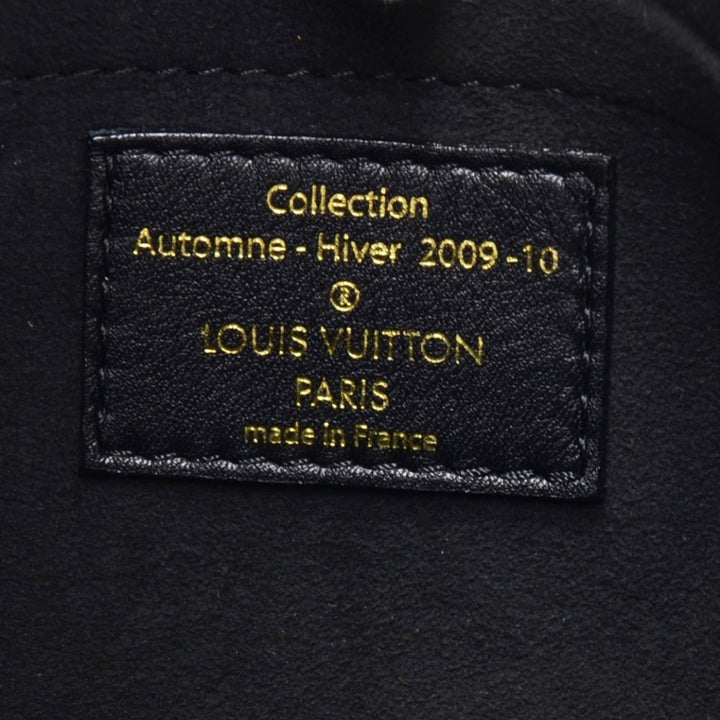 Collection
Automne - Hiver 2009-10
®
LOUIS VUITTON
PARIS
made in France